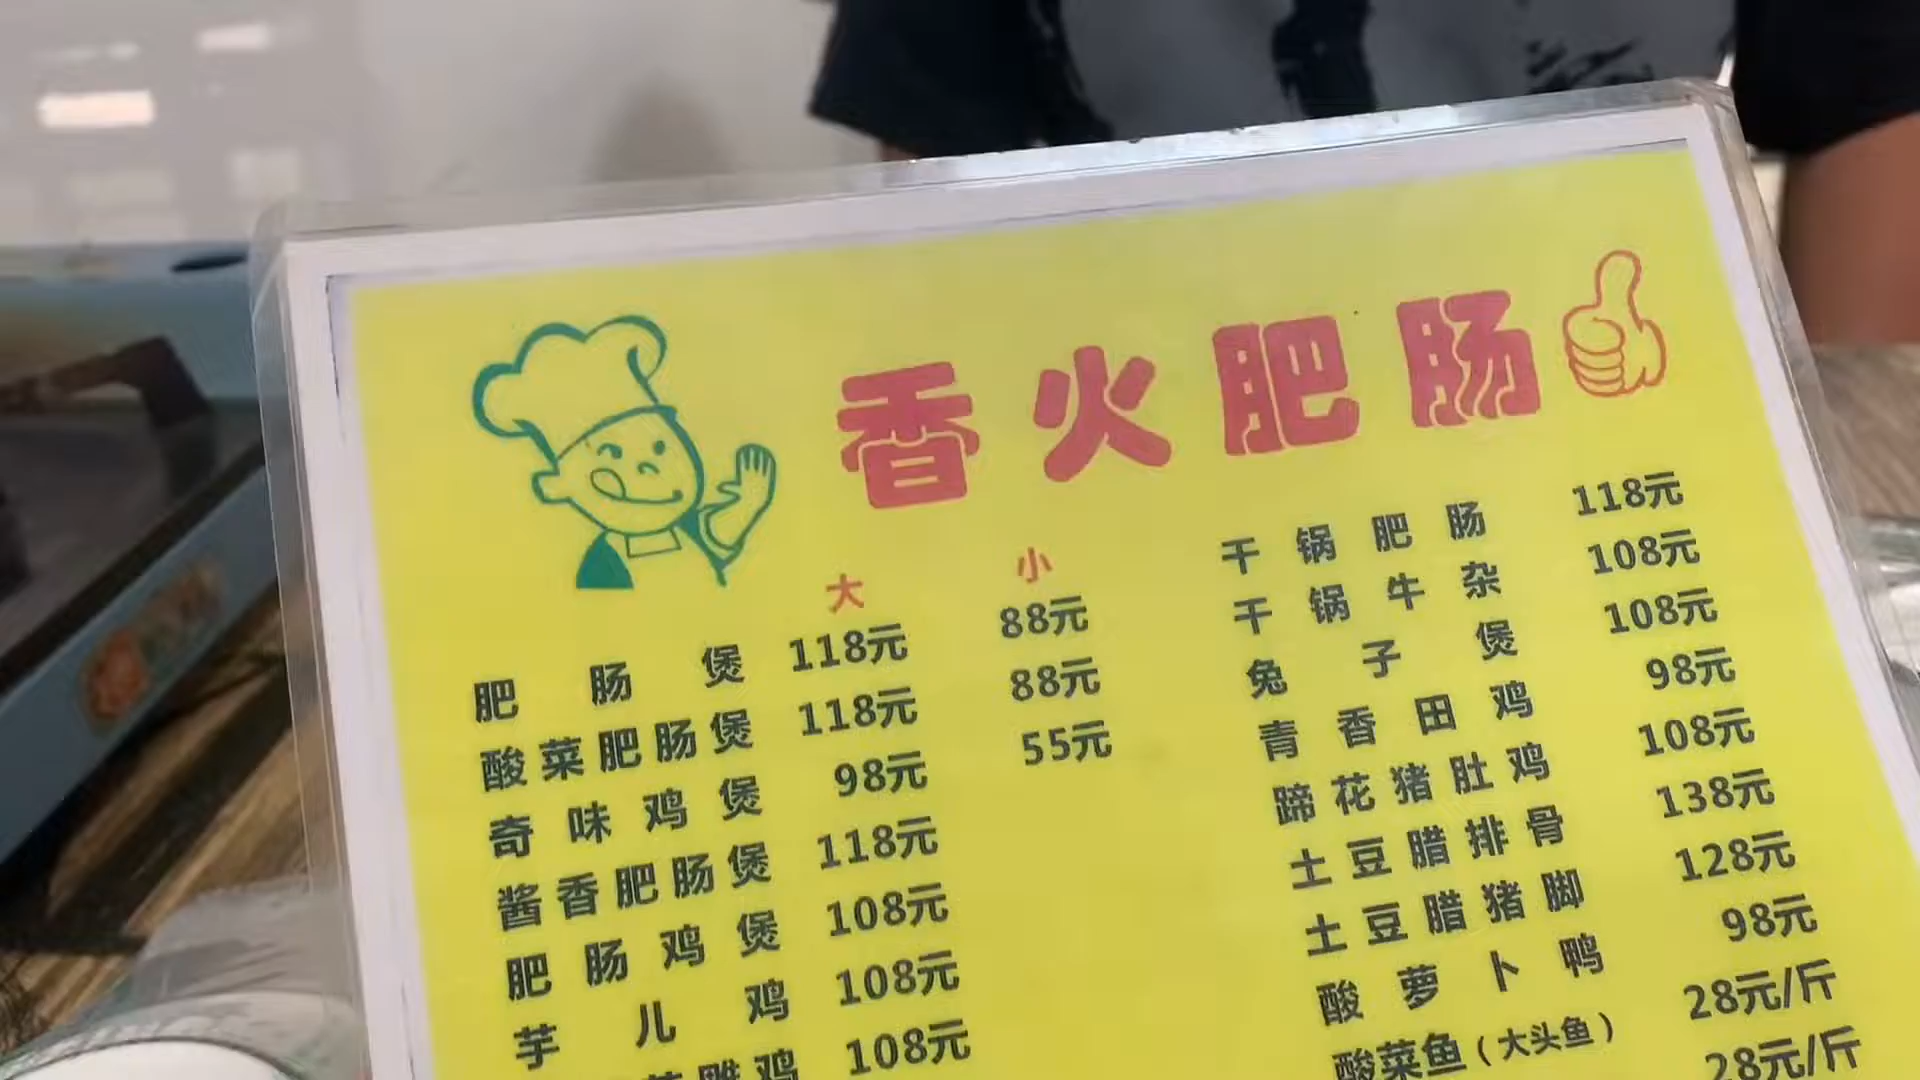 香火肥肠
大 小
肥肠煲 118元 88元
酸菜肥肠煲 118元 88元
奇味鸡煲 98元 55元
酱香肥肠煲 118元
肥肠鸡煲 108元
芋儿鸡 108元
雕鸡 108元
干锅肥肠 118元
干锅牛杂 108元
兔子煲 108元
青香田鸡 98元
蹄花猪肚鸡 108元
土豆腊排骨 138元
土豆腊猪脚 128元
酸萝卜鸭 98元
酸菜鱼（大头鱼） 28元/斤
28元/斤